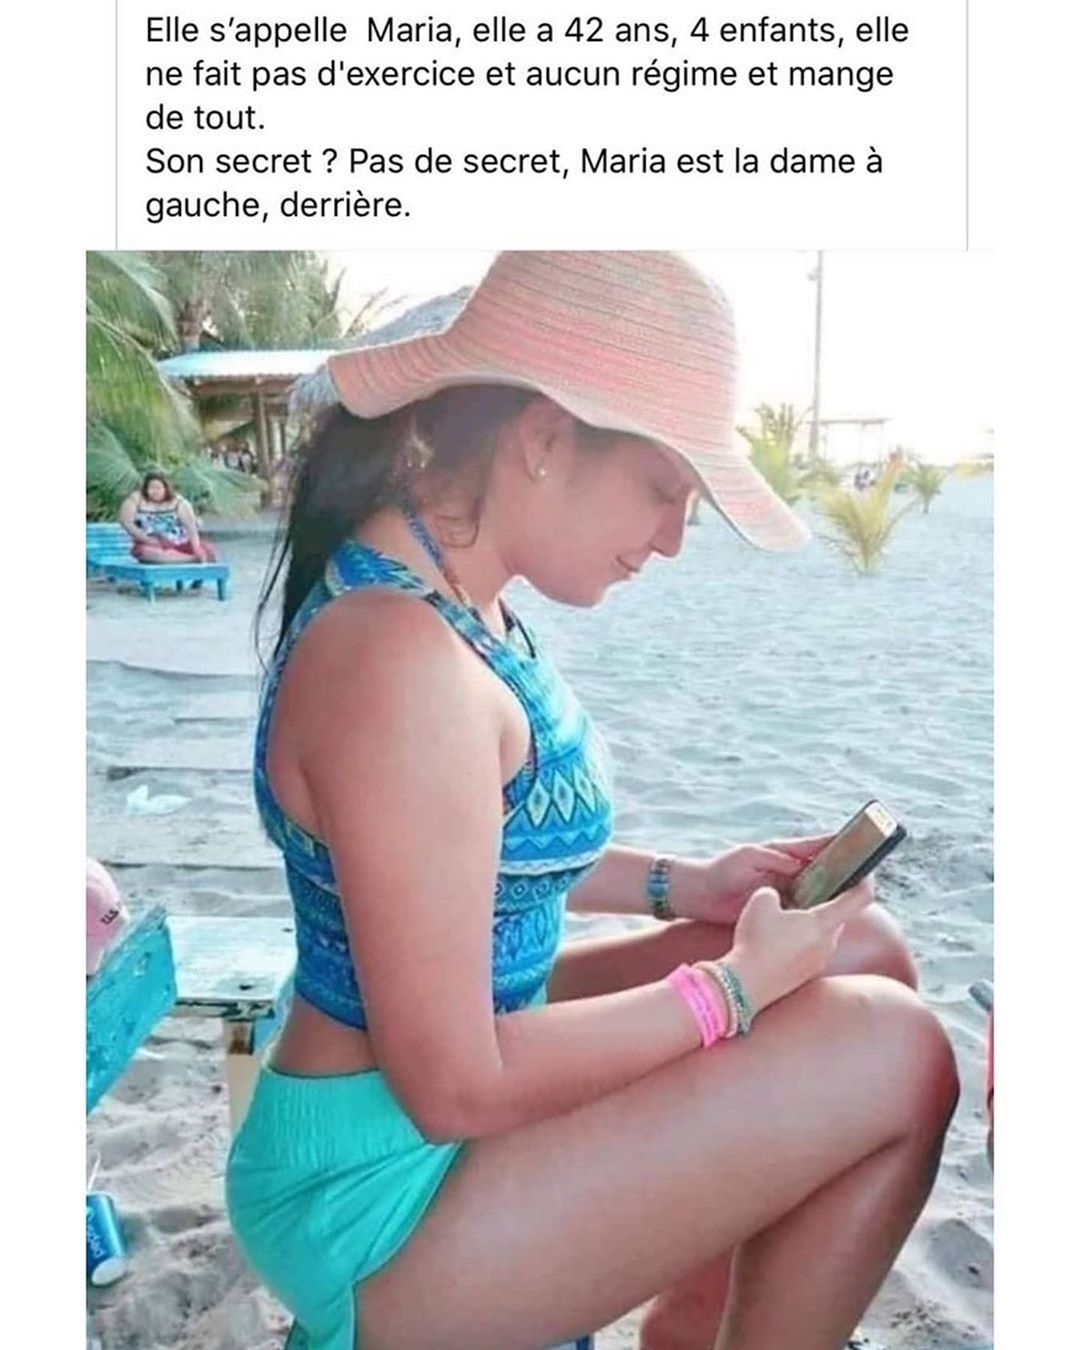 Elle s’appelle  Maria, elle a 42 ans, 4 enfants, elle
ne fait pas d'exercice et aucun régime et mange
de tout.
Son secret ? Pas de secret, Maria est la dame à
gauche, derrière.